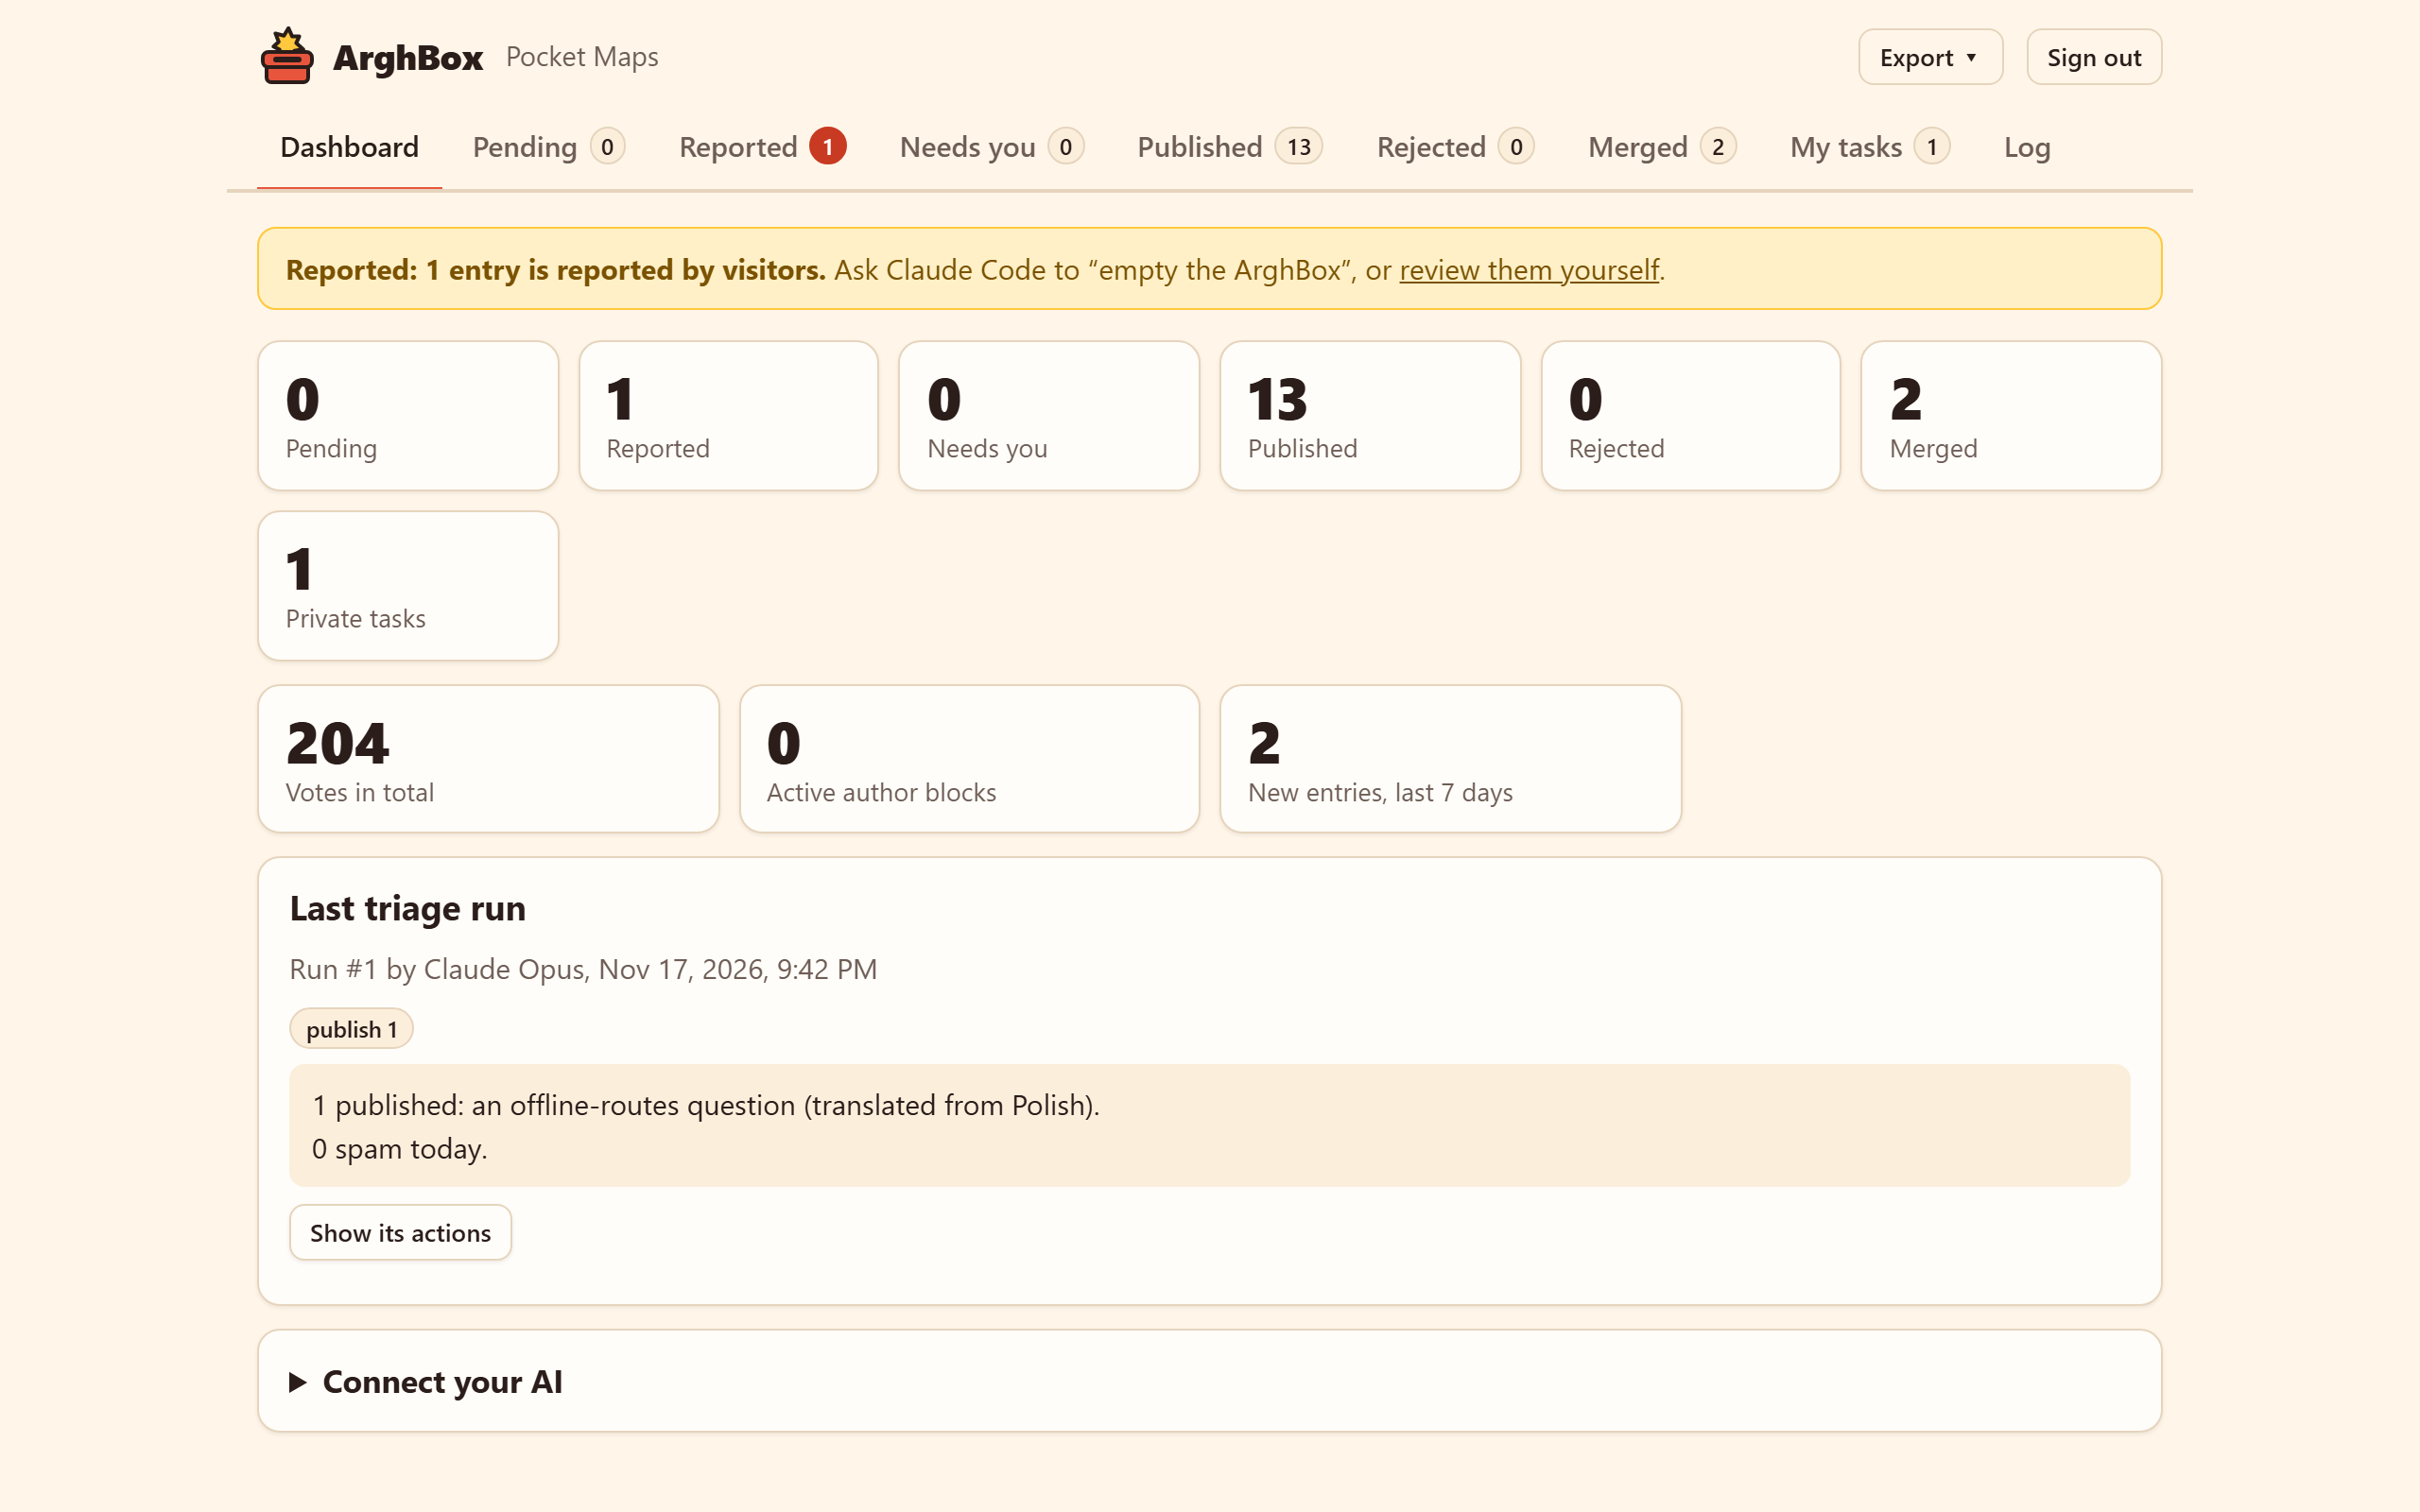 ArghBox Pocket Maps
Export ▼
Sign out
Dashboard Pending 0 Reported 1 Needs you 0 Published 13 Rejected 0 Merged 2 My tasks 1 Log
Reported: 1 entry is reported by visitors. Ask Claude Code to “empty the ArghBox”, or review them yourself.
0
Pending
1
Reported
0
Needs you
13
Published
0
Rejected
2
Merged
1
Private tasks
204
Votes in total
0
Active author blocks
2
New entries, last 7 days
Last triage run
Run #1 by Claude Opus, Nov 17, 2026, 9:42 PM
publish 1
1 published: an offline-routes question (translated from Polish).
0 spam today.
Show its actions
Connect your AI